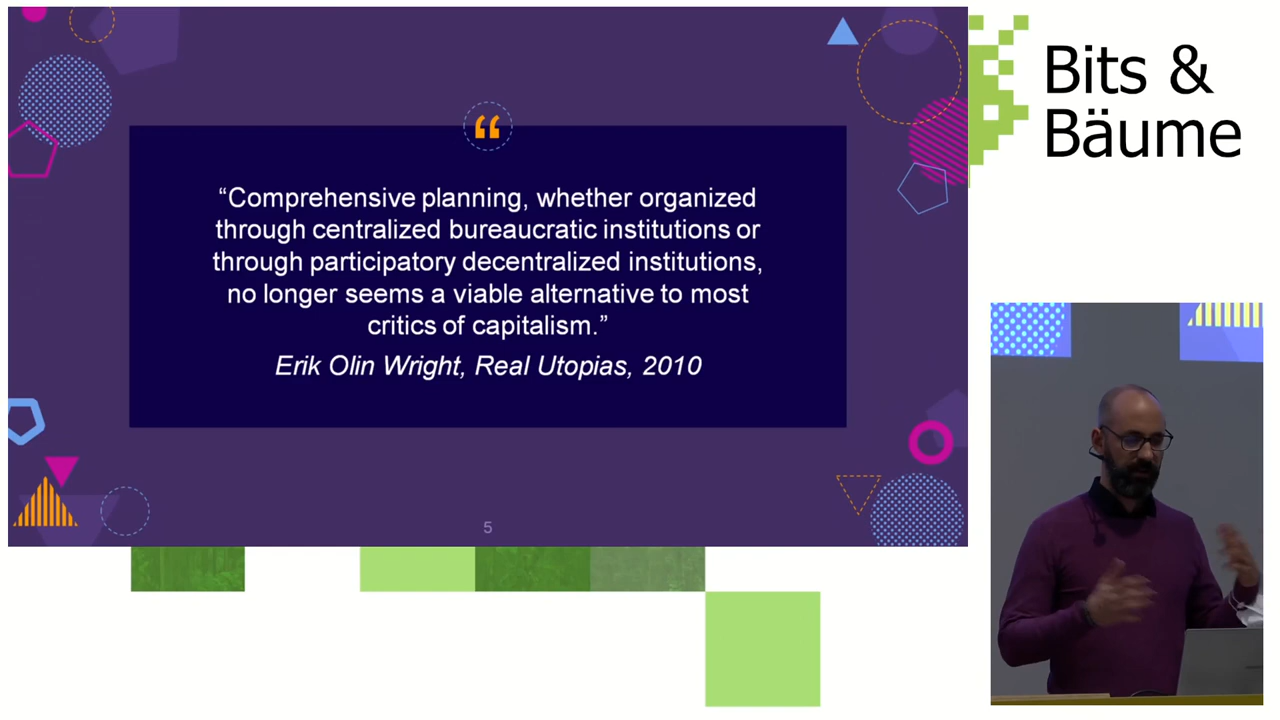 “
“Comprehensive planning, whether organized
through centralized bureaucratic institutions or
through participatory decentralized institutions,
no longer seems a viable alternative to most
critics of capitalism.”
Erik Olin Wright, Real Utopias, 2010
5
Bits &
Bäume